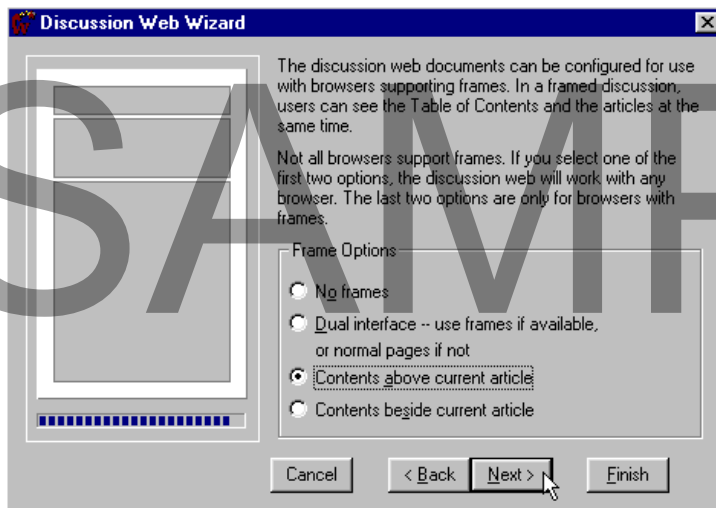 Discussion Web Wizard
The discussion web documents can be configured for use
with browsers supporting frames. In a framed discussion,
users can see the Table of Contents and the articles at the
same time.
Not all browsers support frames. If you select one of the
first two options, the discussion web will work with any
browser. The last two options are only for browsers with
frames.
Frame Options
No frames
Dual interface -- use frames if available,
or normal pages if not
Contents above current article
Contents beside current article
Cancel
< Back
Next >
Finish
SAMP